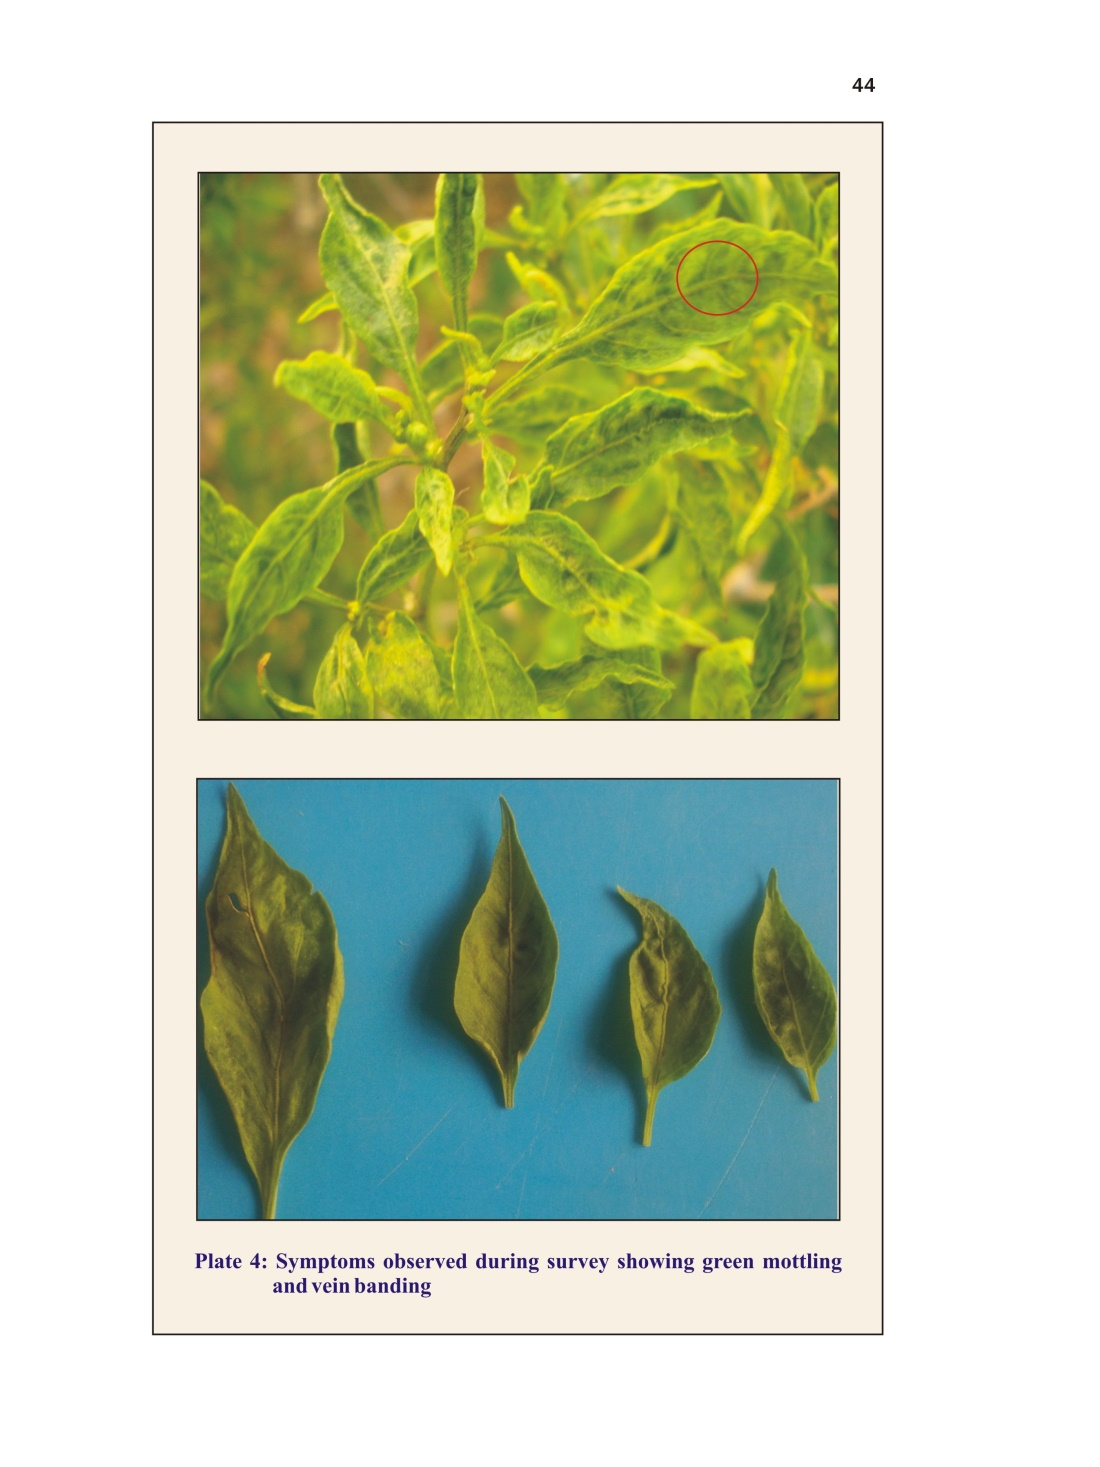 44
Plate 4: Symptoms observed during survey showing green mottling
and vein banding